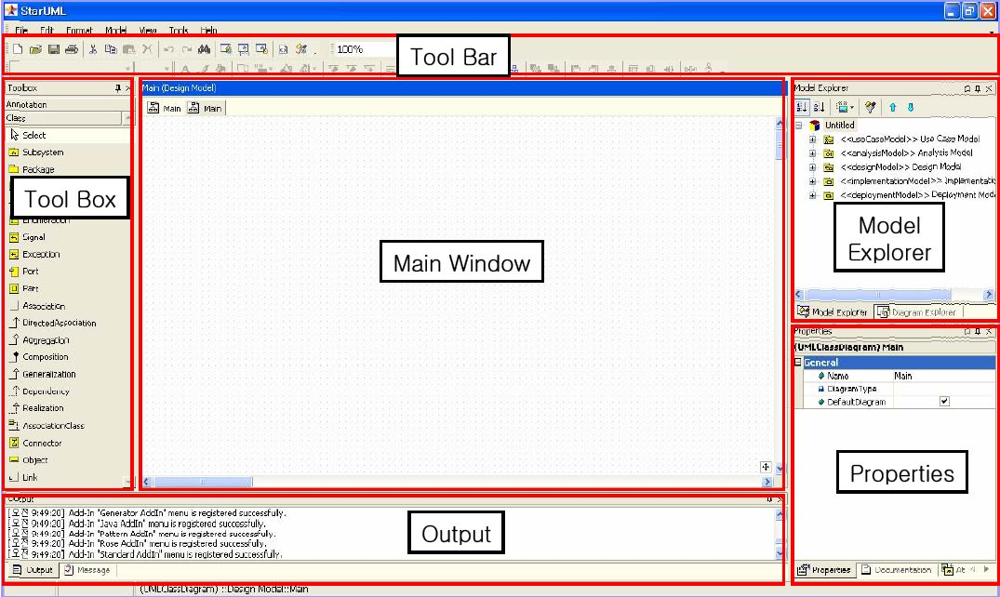 StarUML
File Edit Format Model View Tools Help
100%
Tool Bar
Toolbox
Annotation
Class
Select
Subsystem
Package
Tool Box
Enumeration
Signal
Exception
Port
Part
Association
DirectedAssociation
Aggregation
Composition
Generalization
Dependency
Realization
AssociationClass
Connector
Object
Link
Main (Design Model)
Main Main
Main Window
Model Explorer
Untitled
<<useCaseModel>> Use Case Model
<<analysisModel>> Analysis Model
<<designModel>> Design Model
<<implementationModel>> Implementati
<<deploymentModel>> Deployment Mode
Model
Explorer
Model Explorer Diagram Explorer
Properties
(UMLClassDiagram) Main
General
Name Main
DiagramType
DefaultDiagram
Properties
Properties Documentation At
Output
[오전 9:49:20] Add-In "Generator AddIn" menu is registered successfully.
[오전 9:49:20] Add-In "Java AddIn" menu is registered successfully.
[오전 9:49:20] Add-In "Pattern AddIn" menu is registered successfully.
[오전 9:49:20] Add-In "Rose AddIn" menu is registered successfully.
[오전 9:49:20] Add-In "Standard AddIn" menu is registered successfully.
Output
Output Message
(UMLClassDiagram) ::Design Model::Main